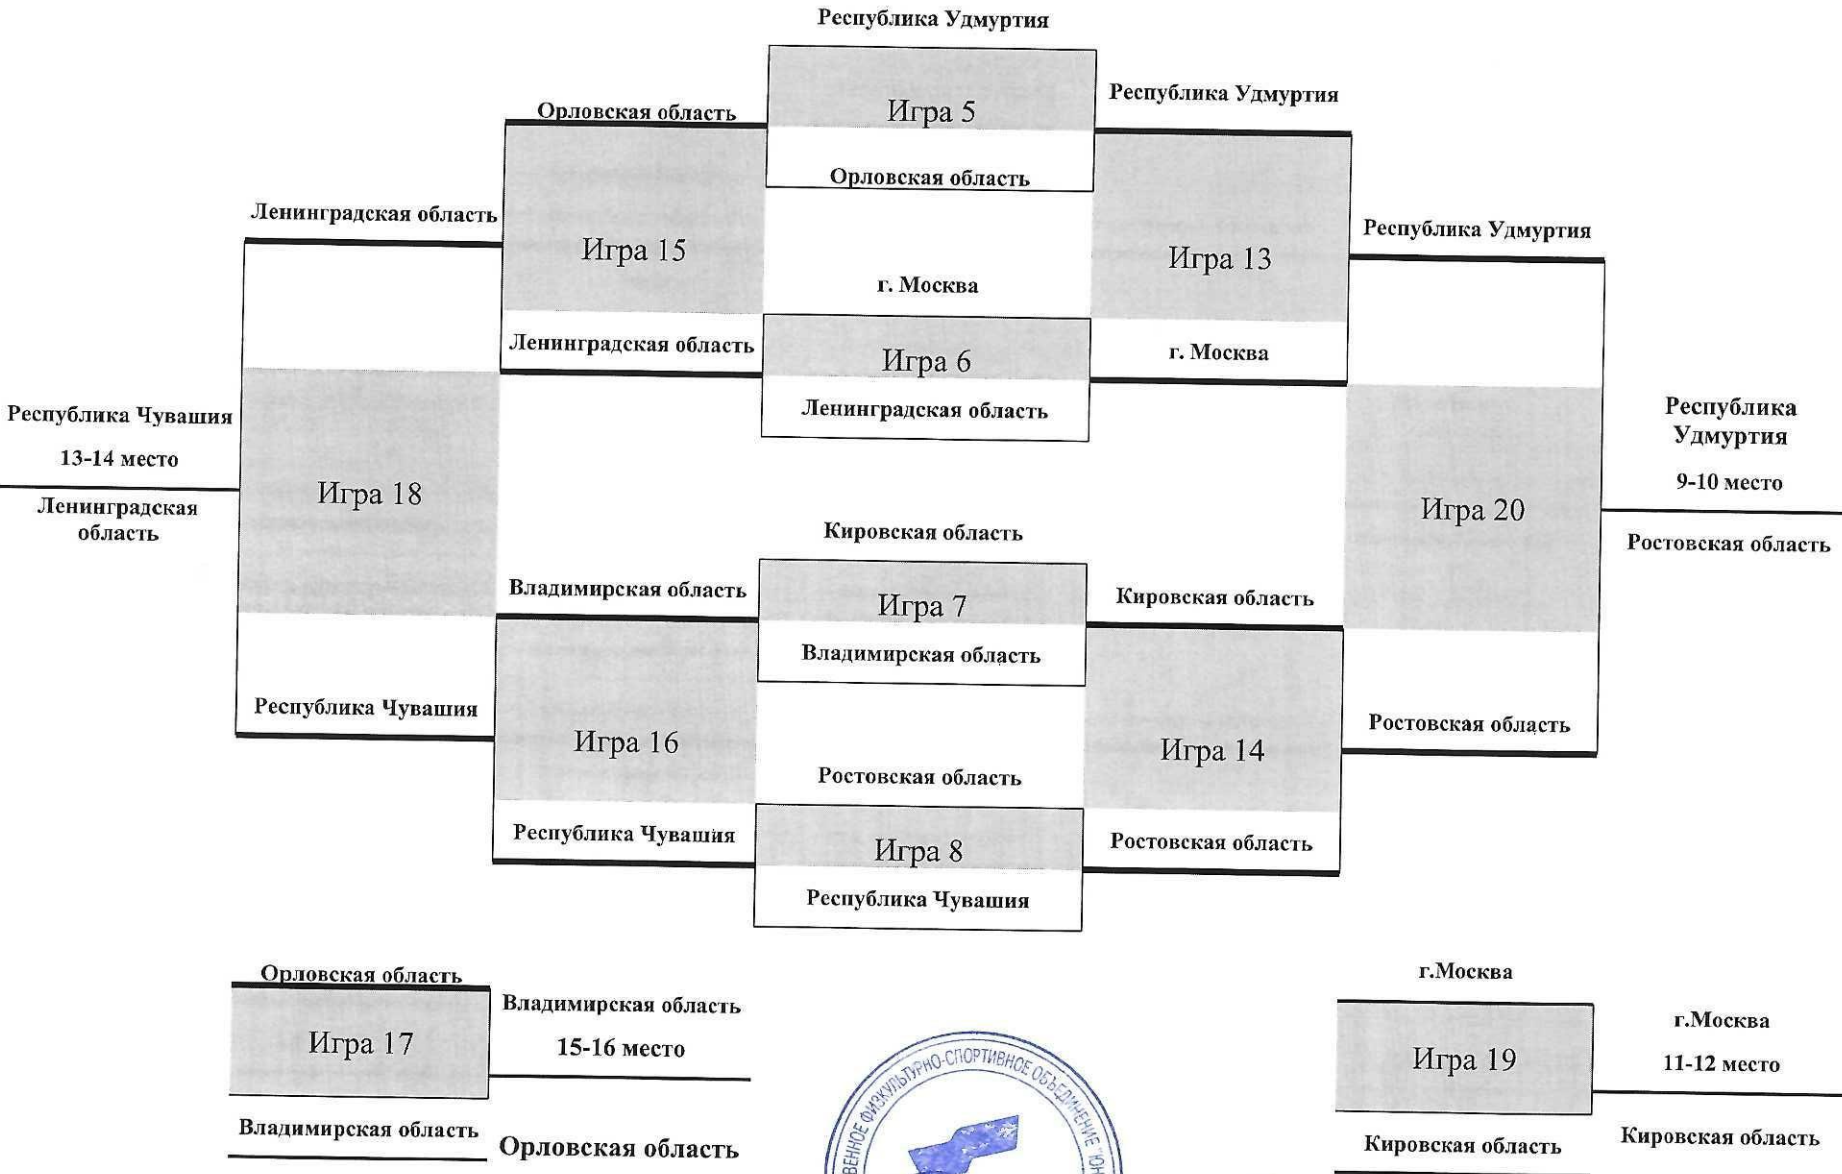 Республика Удмуртия
Орловская область
Игра 5
Республика Удмуртия
Орловская область
Ленинградская область
Игра 15
г. Москва
Игра 13
Республика Удмуртия
Ленинградская область
Игра 6
г. Москва
Ленинградская область
Республика Чувашия
13-14 место
Ленинградская
область
Игра 18
Республика
Удмуртия
9-10 место
Игра 20
Ростовская область
Кировская область
Владимирская область
Игра 7
Кировская область
Владимирская область
Республика Чувашия
Игра 16
Ростовская область
Игра 14
Ростовская область
Республика Чувашия
Игра 8
Ростовская область
Республика Чувашия
Орловская область
Игра 17
Владимирская область
15-16 место
Владимирская область
Орловская область
г.Москва
Игра 19
г.Москва
11-12 место
Кировская область
Кировская область
ФИЗКУЛЬТУРНО-СПОРТИВНОЕ ОБЪЕДИНЕНИЕ